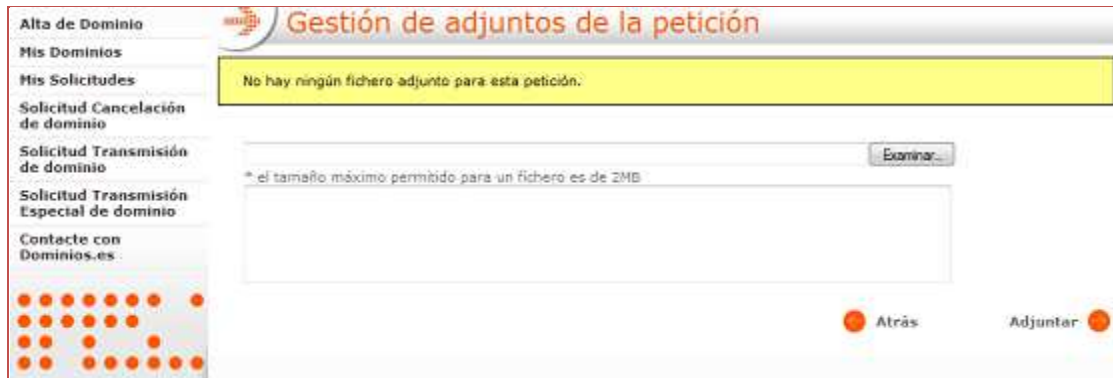 Alta de Dominio
Mis Dominios
Mis Solicitudes
Solicitud Cancelación
de dominio
Solicitud Transmisión
de dominio
Solicitud Transmisión
Especial de dominio
Contacte con
Dominios.es
Gestión de adjuntos de la petición
No hay ningún fichero adjunto para esta petición.
Examinar...
* el tamaño máximo permitido para un fichero es de 2MB
Atrás
Adjuntar